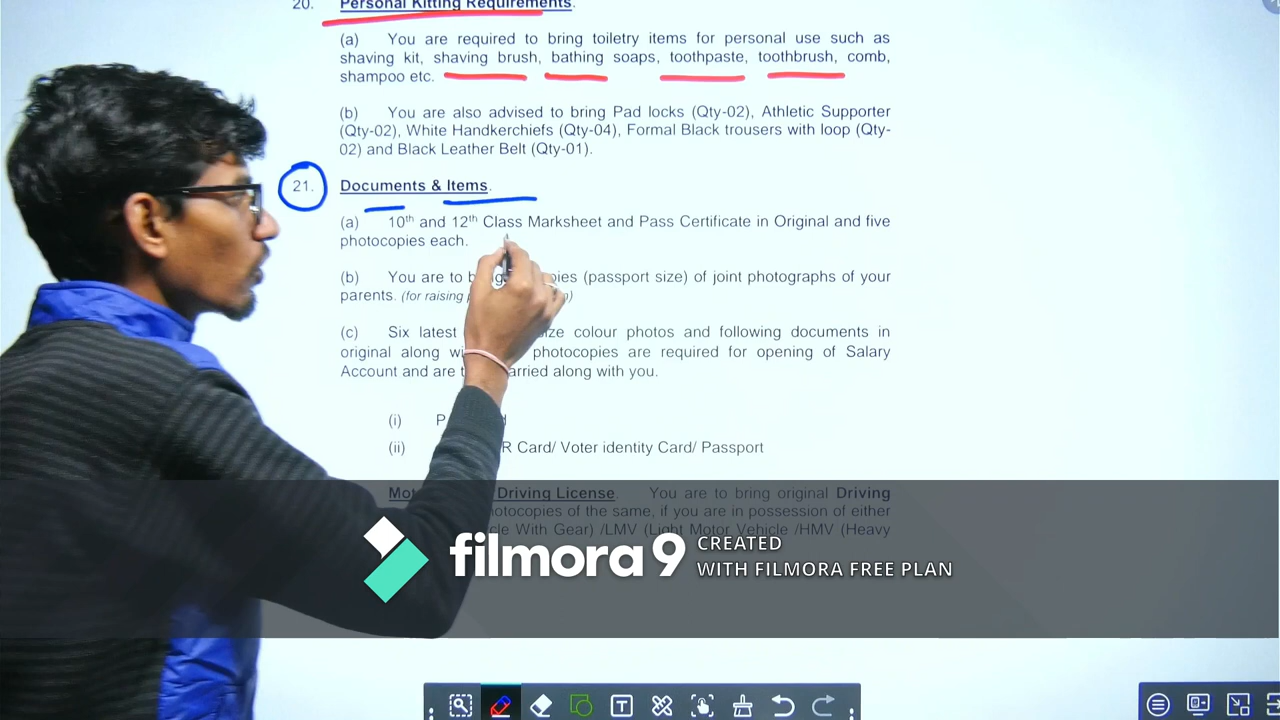 20. Personal Kitting Requirements.
(a) You are required to bring toiletry items for personal use such as
shaving kit, shaving brush, bathing soaps, toothpaste, toothbrush, comb,
shampoo etc.
(b) You are also advised to bring Pad locks (Qty-02), Athletic Supporter
(Qty-02), White Handkerchiefs (Qty-04), Formal Black trousers with loop (Qty-
02) and Black Leather Belt (Qty-01).
21. Documents & Items.
(a) 10th and 12th Class Marksheet and Pass Certificate in Original and five
photocopies each.
(b) You are to (passport size) of joint photographs of your
parents. (for raising
(c) Six latest colour photos and following documents in
original along photocopies are required for opening of Salary
Account and are along with you.
(i)
(ii) Card/ Voter identity Card/ Passport
Driving License. You are to bring original Driving
of the same, if you are in possession of either
With Gear) /LMV (Light Motor Vehicle /HMV (Heavy
filmora 9 CREATED
WITH FILMORA FREE PLAN